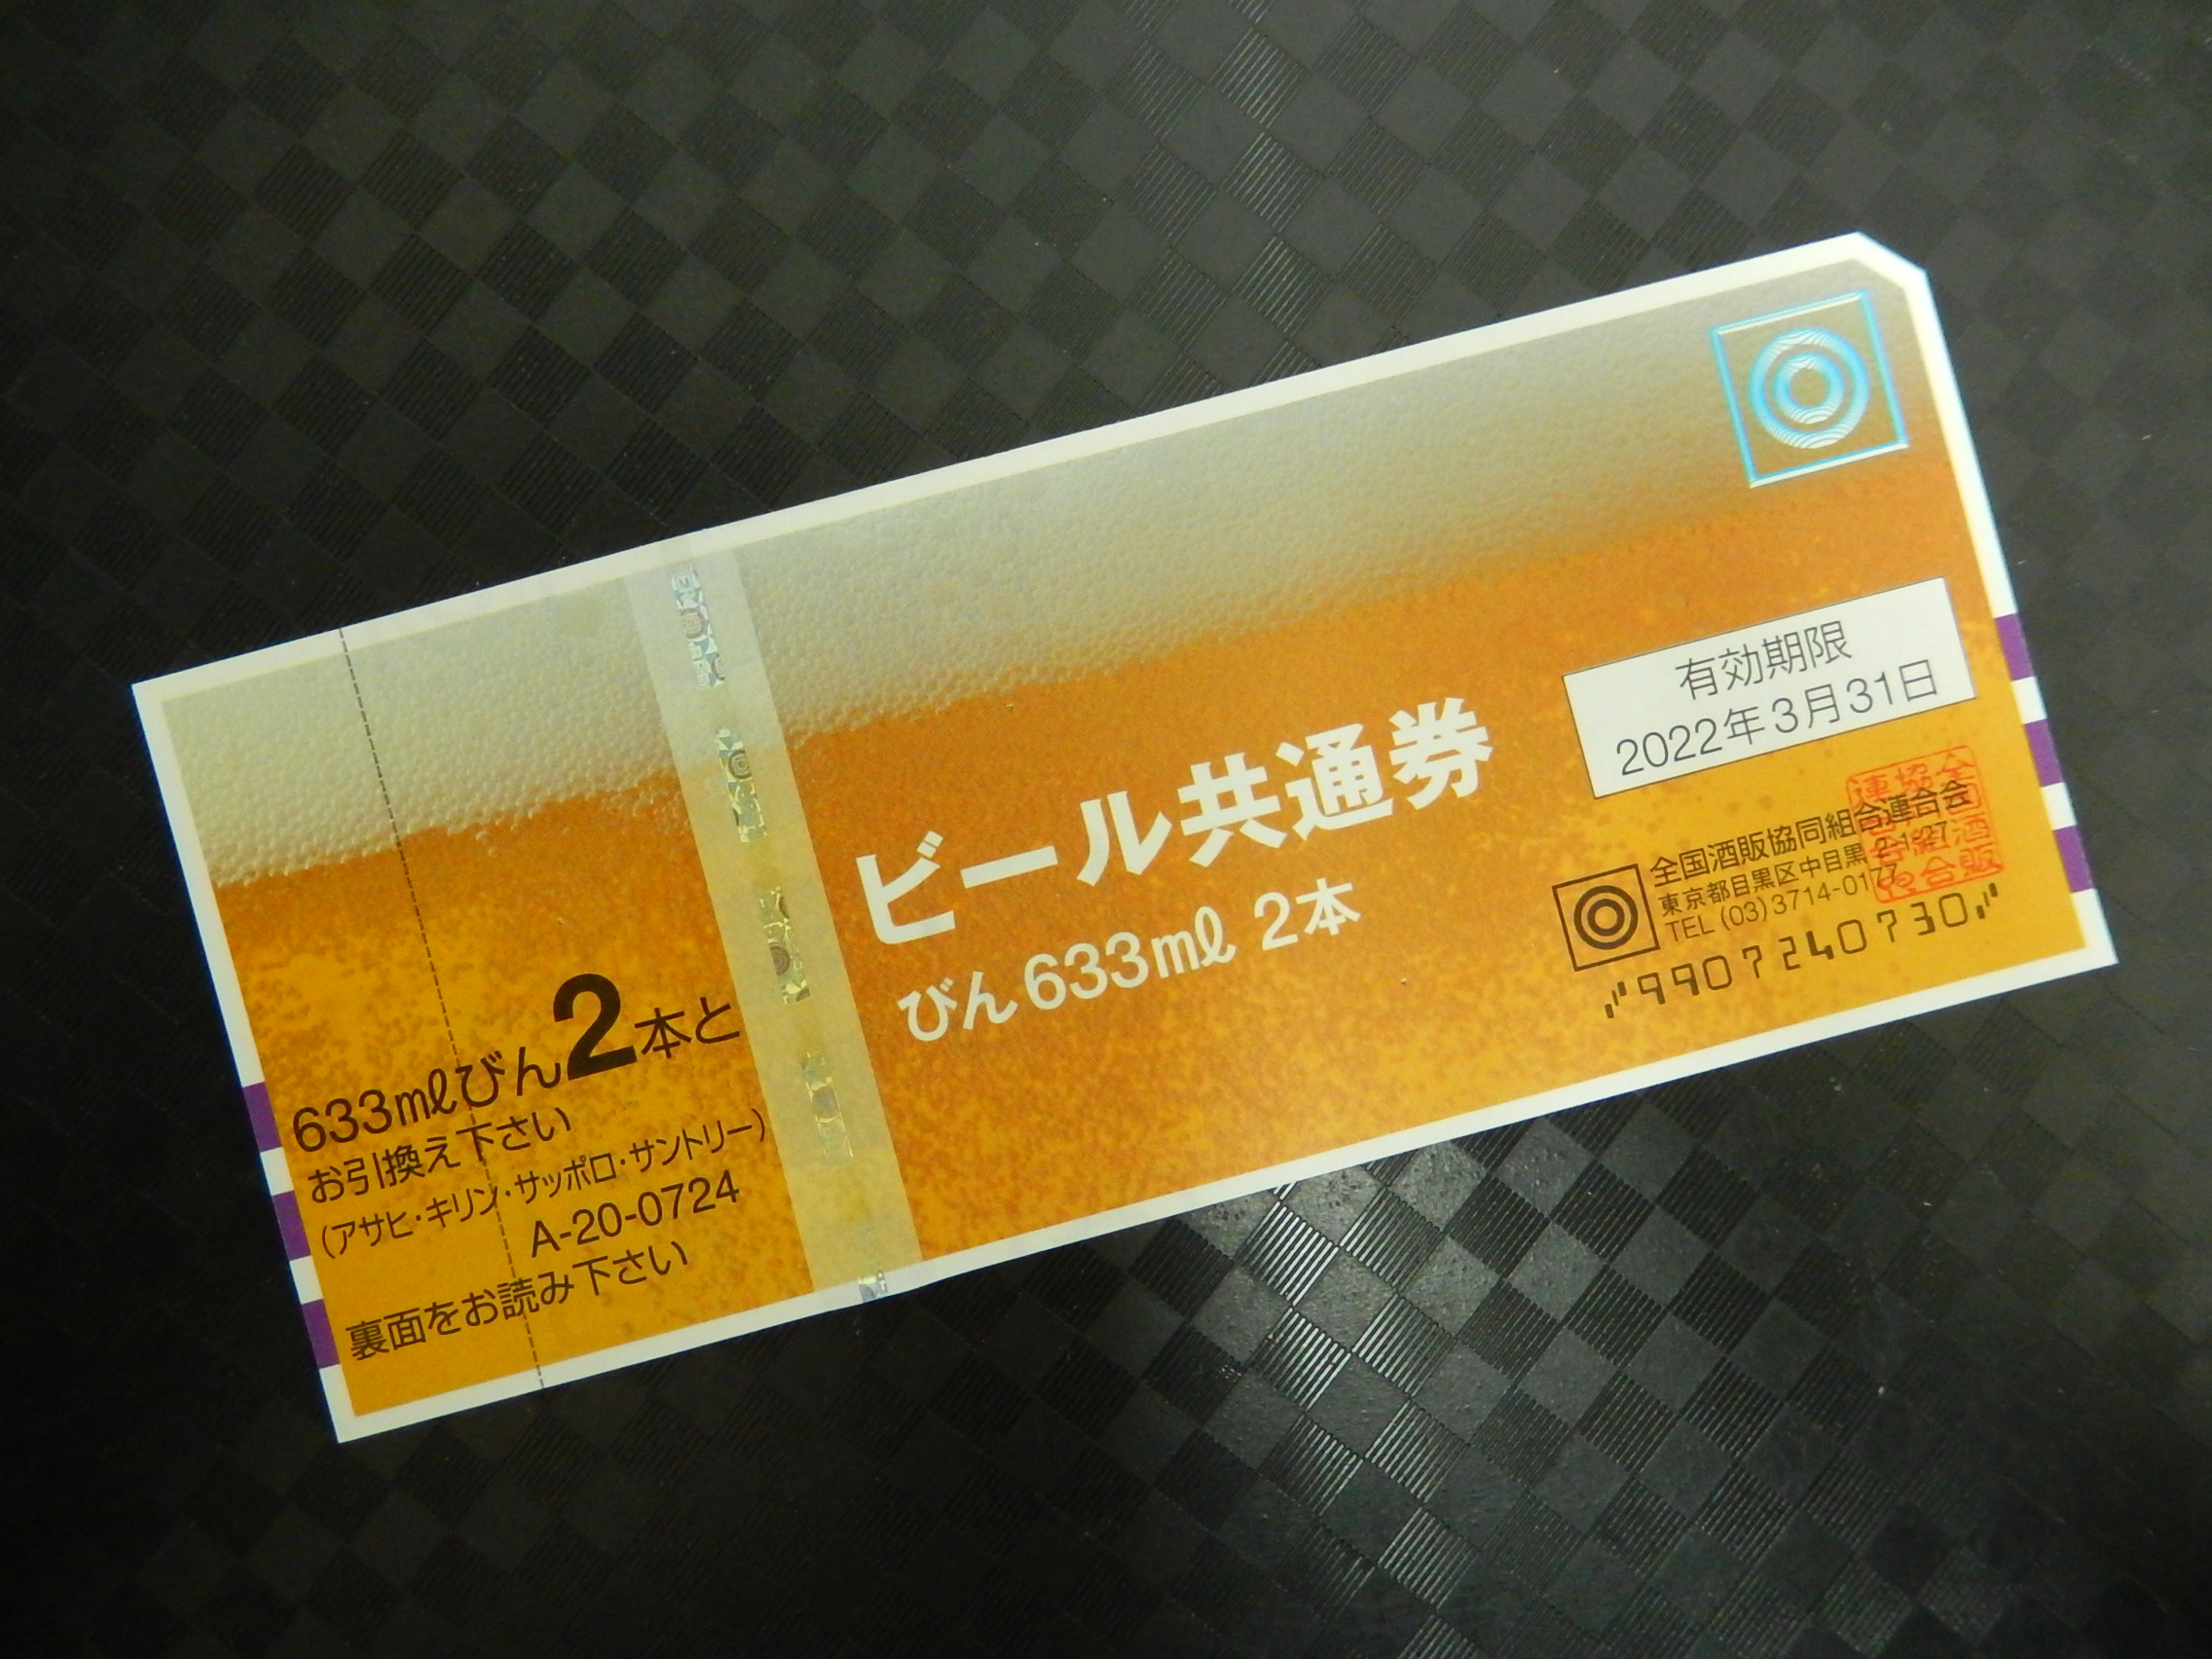 633mlびん2本と
お引換え下さい
(アサヒ・キリン・サッポロ・サントリー)
A-20-0724
裏面をお読み下さい
ビール共通券
びん633ml 2本
有効期限
2022年3月31日
全国酒販協同組合連合会
東京都目黒区中目黒2-1-27
TEL (03)3714-0177
9907240730